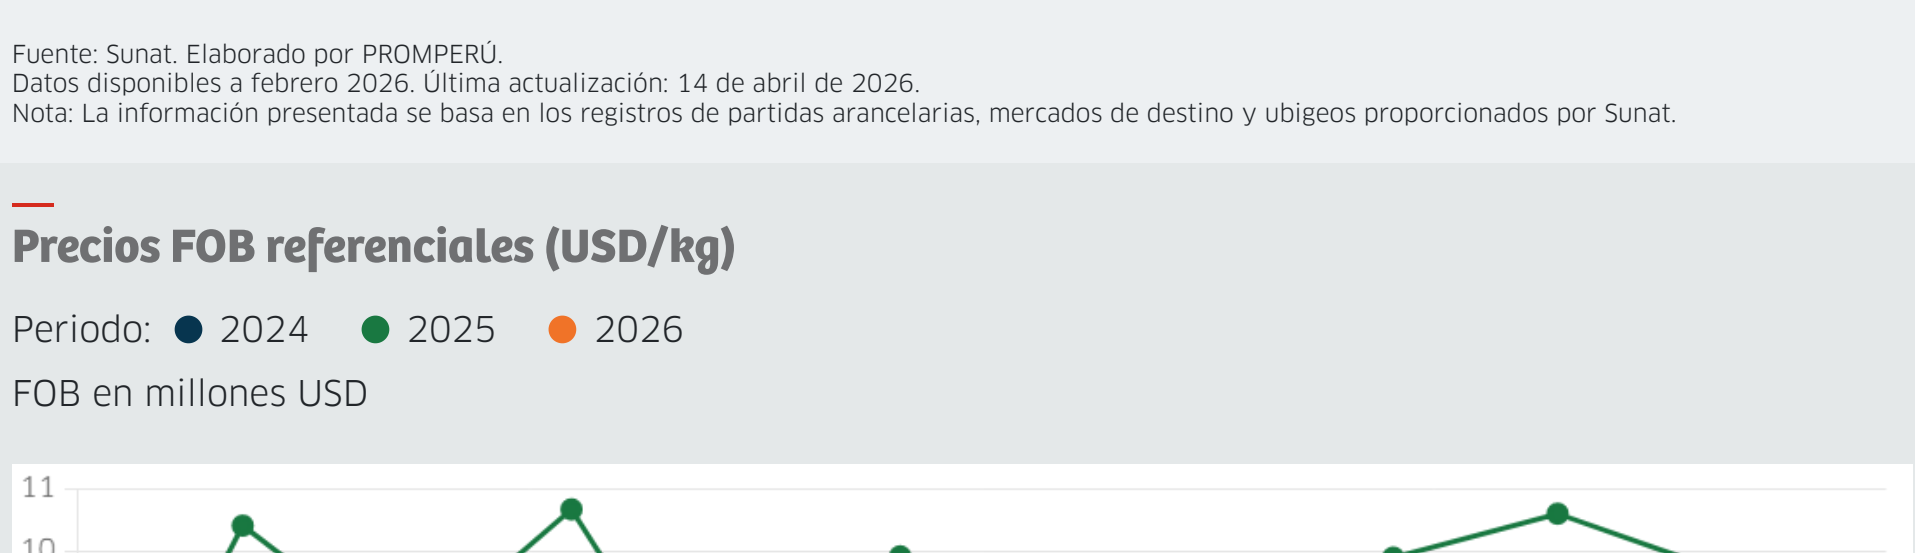 Fuente: Sunat. Elaborado por PROMPERÚ.
Datos disponibles a febrero 2026. Última actualización: 14 de abril de 2026.
Nota: La información presentada se basa en los registros de partidas arancelarias, mercados de destino y ubigeos proporcionados por Sunat.
Precios FOB referenciales (USD/kg)
Periodo: 2024 2025 2026
FOB en millones USD
11
10